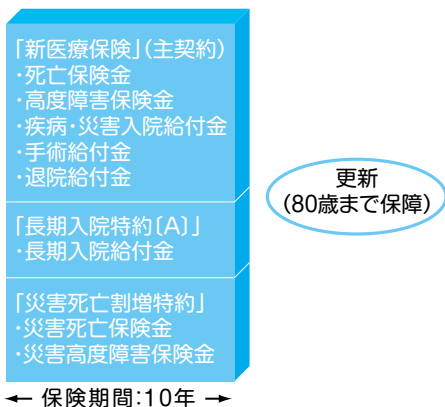 「新医療保険」(主契約)
・死亡保険金
・高度障害保険金
・疾病・災害入院給付金
・手術給付金
・退院給付金
「長期入院特約〔A〕」
・長期入院給付金
「災害死亡割増特約」
・災害死亡保険金
・災害高度障害保険金
更新
(80歳まで保障)
← 保険期間:10年 →